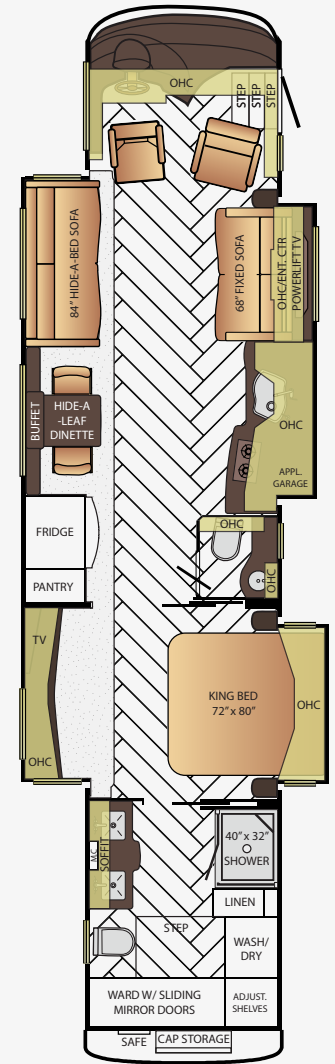 OHC
STEP
STEP
STEP
84" HIDE-A-BED SOFA
68" FIXED SOFA
OHC/ENT. CTR
POWERLIFT TV
BUFFET
HIDE-A
-LEAF
DINETTE
OHC
APPL.
GARAGE
FRIDGE
OHC
PANTRY
OHC
TV
KING BED
72" x 80"
OHC
OHC
M.C
SOFFIT
40" x 32"
SHOWER
LINEN
STEP
WASH/
DRY
WARD W/ SLIDING
MIRROR DOORS
ADJUST.
SHELVES
SAFE
CAP STORAGE